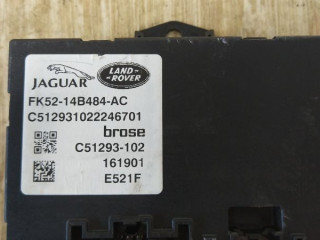 JAGUAR
LAND-
ROVER
FK52-14B484-AC
C512931022246701
brose
C51293-102
161901
E521F